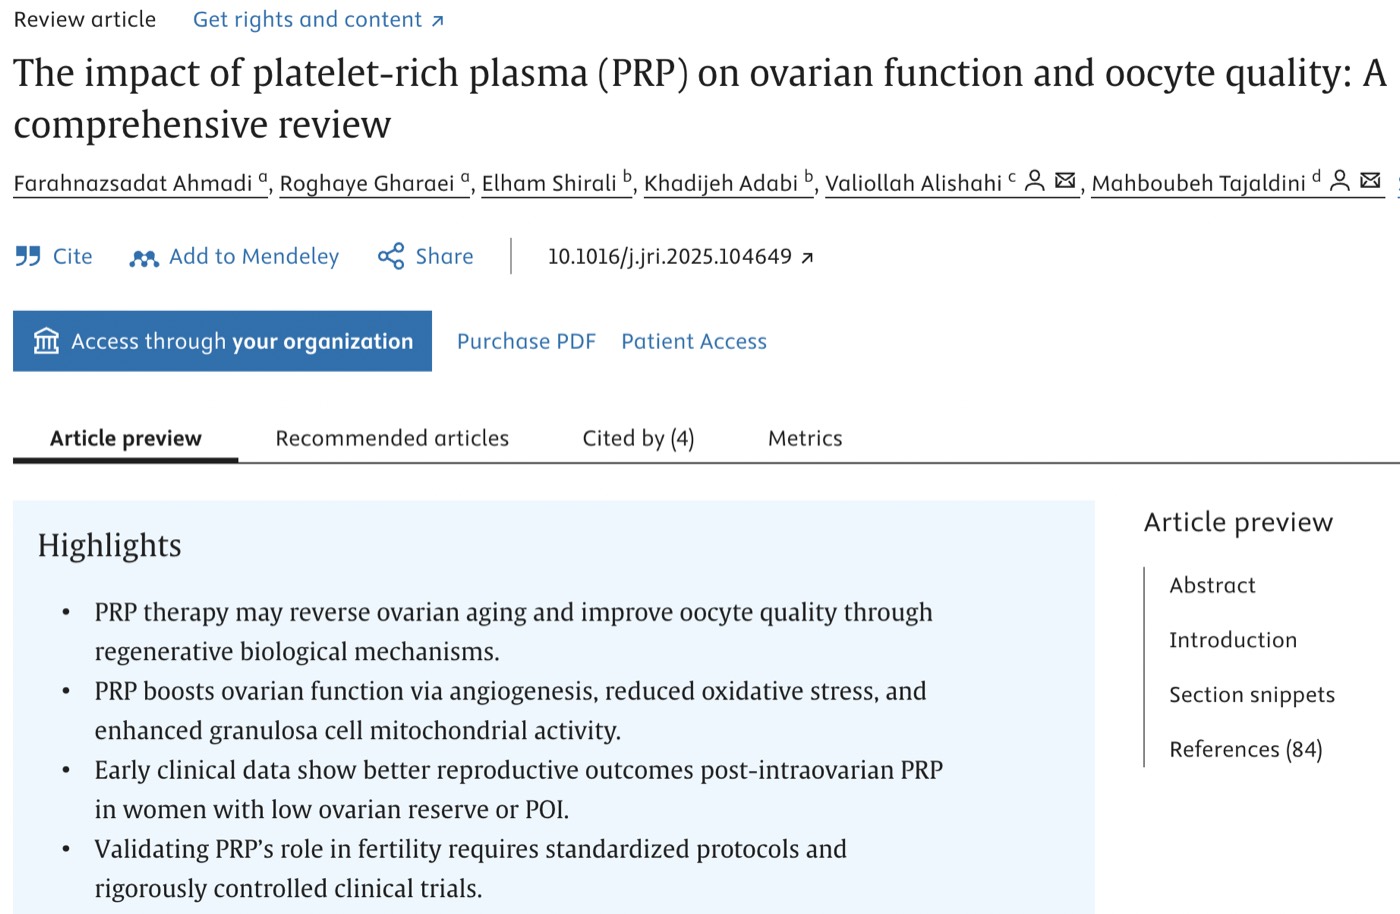 Review article Get rights and content ↗
The impact of platelet-rich plasma (PRP) on ovarian function and oocyte quality: A
comprehensive review
Farahnazsadat Ahmadi a, Roghaye Gharaei a, Elham Shirali b, Khadijeh Adabi b, Valiollah Alishahi c, Mahboubeh Tajaldini d
Cite Add to Mendeley Share 10.1016/j.jri.2025.104649 ↗
Access through your organization Purchase PDF Patient Access
Article preview Recommended articles Cited by (4) Metrics
Highlights
• PRP therapy may reverse ovarian aging and improve oocyte quality through
regenerative biological mechanisms.
• PRP boosts ovarian function via angiogenesis, reduced oxidative stress, and
enhanced granulosa cell mitochondrial activity.
• Early clinical data show better reproductive outcomes post-intraovarian PRP
in women with low ovarian reserve or POI.
• Validating PRP’s role in fertility requires standardized protocols and
rigorously controlled clinical trials.
Article preview
Abstract
Introduction
Section snippets
References (84)